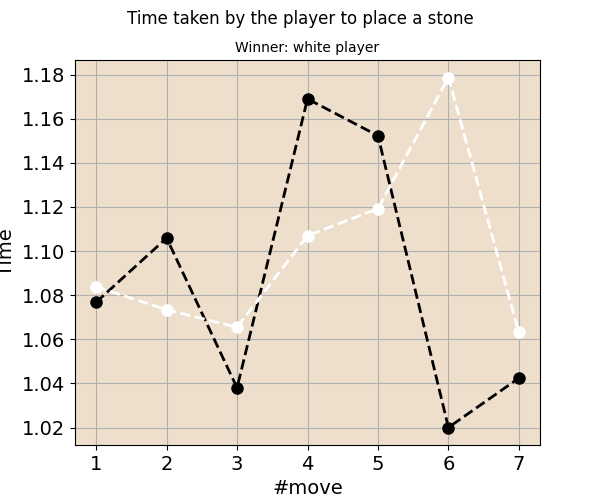 Time taken by the player to place a stone
Winner: white player
1.18
1.16
1.14
1.12
1.10
1.08
1.06
1.04
1.02
Time
1 2 3 4 5 6 7
#move